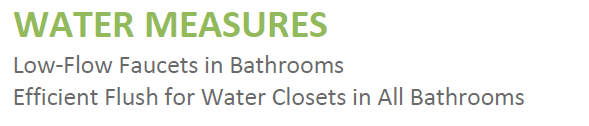 WATER MEASURES
Low-Flow Faucets in Bathrooms
Efficient Flush for Water Closets in All Bathrooms